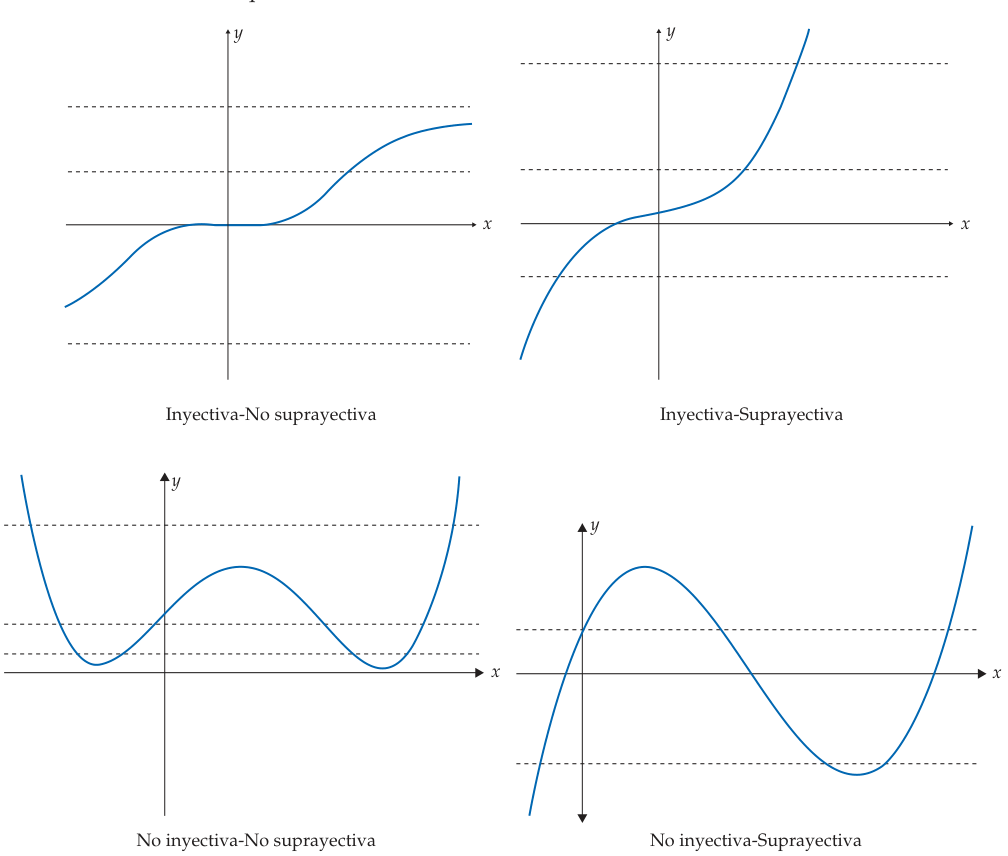 y
y
x
x
Inyectiva-No suprayectiva
Inyectiva-Suprayectiva
y
y
x
x
No inyectiva-No suprayectiva
No inyectiva-Suprayectiva